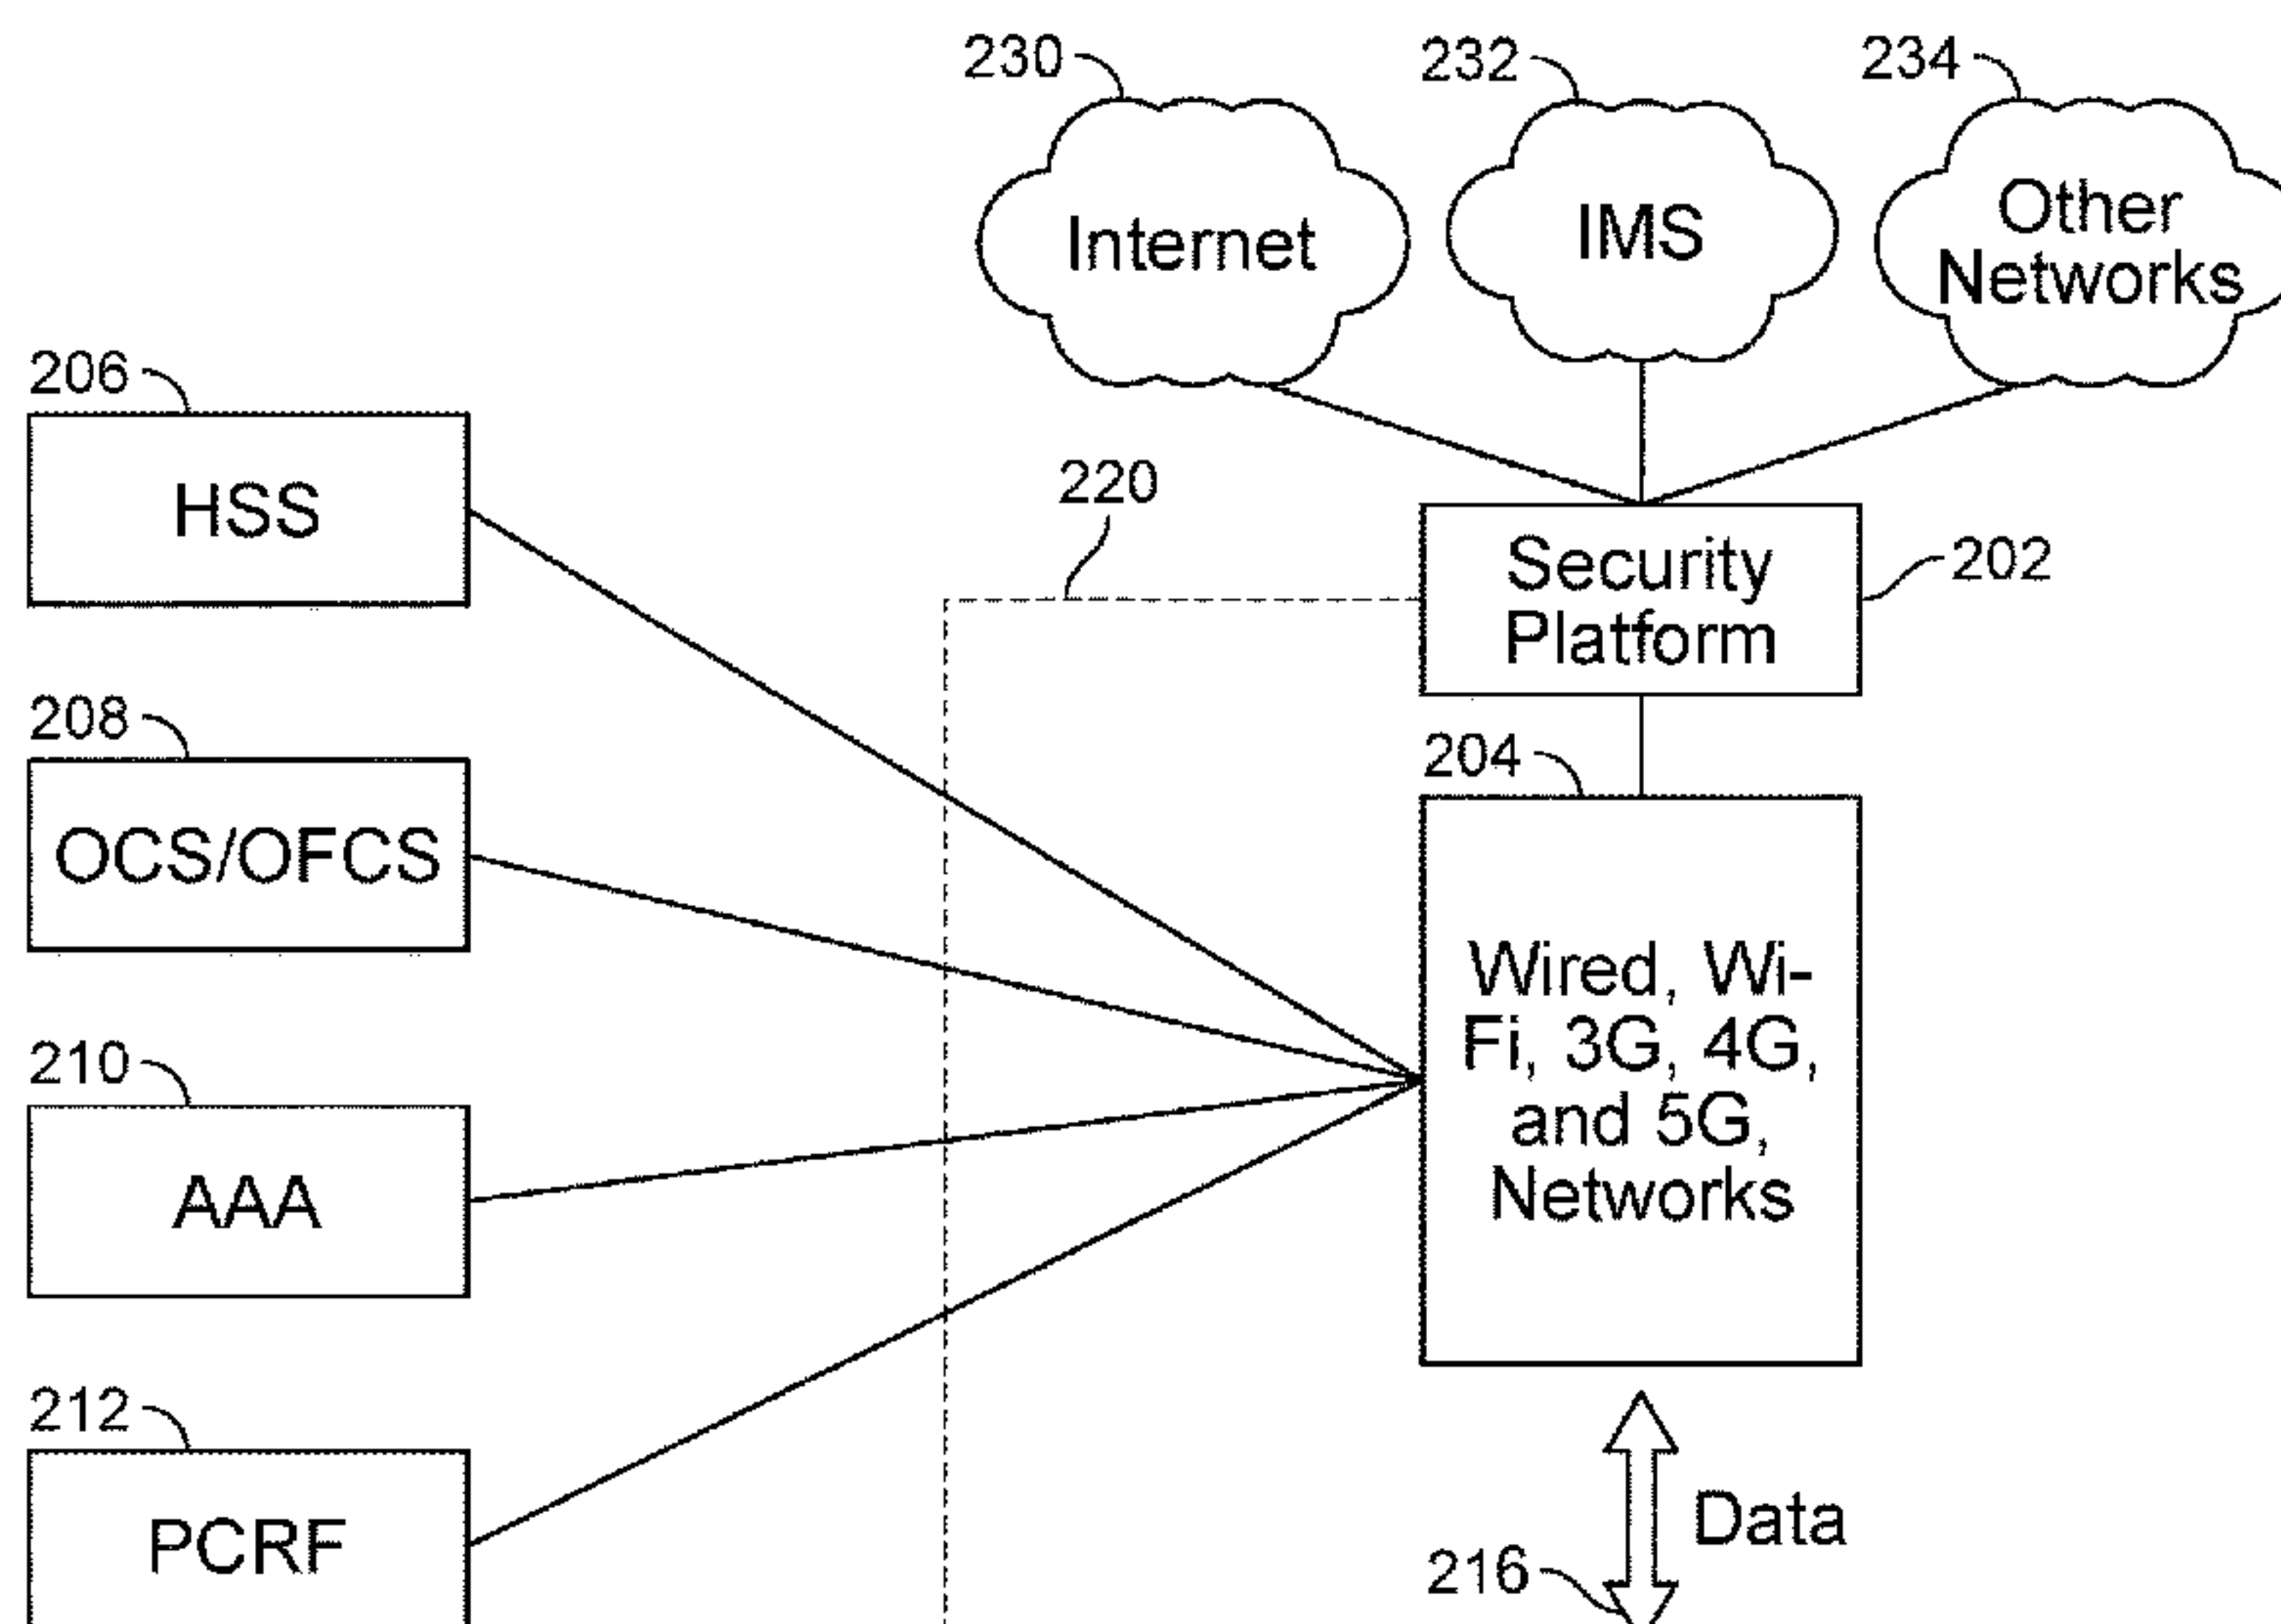 230
232
234
Internet
IMS
Other
Networks
206
HSS
220
Security
Platform
202
208
OCS/OFCS
204
Wired, Wi-
Fi, 3G, 4G,
and 5G,
Networks
210
AAA
212
PCRF
Data
216